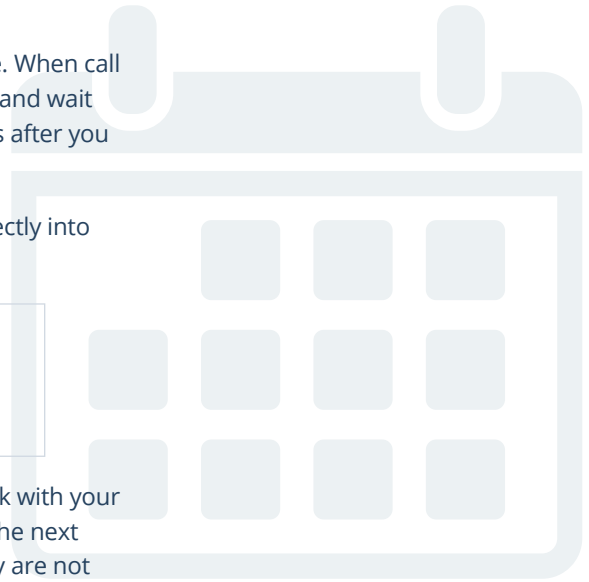 . When call
and wait
s after you
ectly into
k with your
he next
y are not